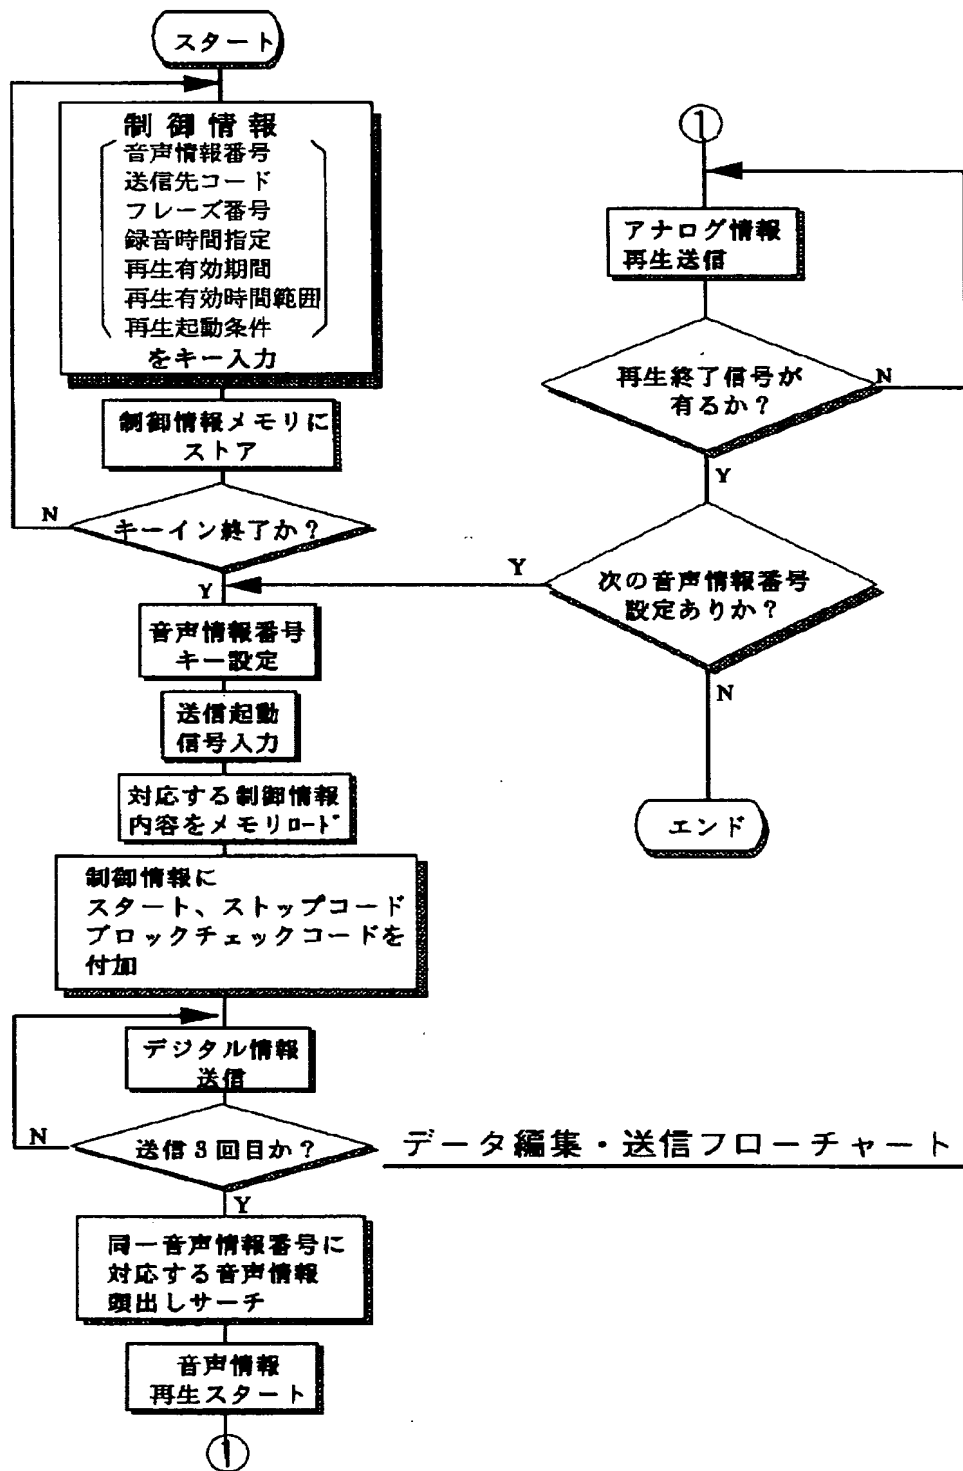 スタート
制御情報
音声情報番号
送信先コード
フレーズ番号
録音時間指定
再生有効期間
再生有効時間範囲
再生起動条件
をキー入力
制御情報メモリに
ストア
キーイン終了か？
N
Y
音声情報番号
キー設定
送信起動
信号入力
対応する制御情報
内容をメモリロード
制御情報に
スタート、ストップコード
ブロックチェックコードを
付加
デジタル情報
送信
送信３回目か？
N
Y
同一音声情報番号に
対応する音声情報
頭出しサーチ
音声情報
再生スタート
①
①
アナログ情報
再生送信
再生終了信号が
有るか？
N
Y
次の音声情報番号
設定ありか？
Y
N
エンド
データ編集・送信フローチャート